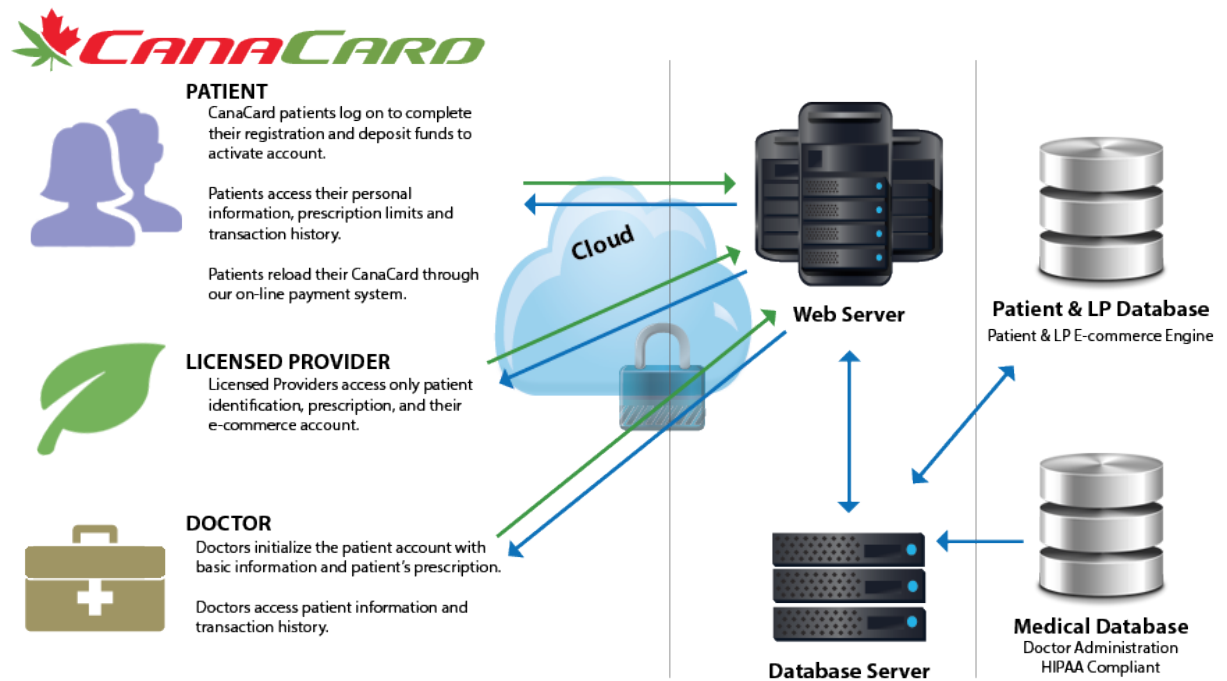 CANACARD
PATIENT
CanaCard patients log on to complete
their registration and deposit funds to
activate account.
Patients access their personal
information, prescription limits and
transaction history.
Patients reload their CanaCard through
our on-line payment system.
LICENSED PROVIDER
Licensed Providers access only patient
identification, prescription, and their
e-commerce account.
DOCTOR
Doctors initialize the patient account with
basic information and patient's prescription.
Doctors access patient information and
transaction history.
Cloud
Web Server
Database Server
Patient & LP Database
Patient & LP E-commerce Engine
Medical Database
Doctor Administration
HIPAA Compliant